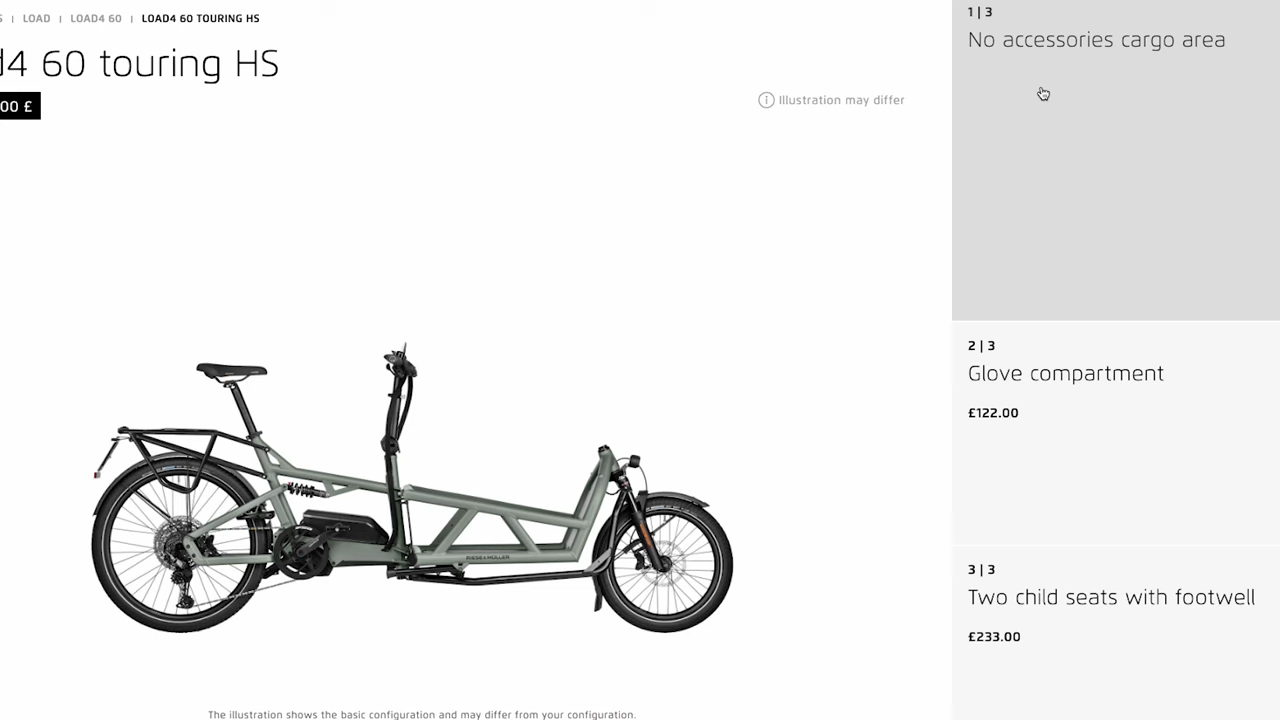 S | LOAD | LOAD4 60 | LOAD4 60 TOURING HS
d4 60 touring HS
00 £
Illustration may differ
RIESE & MÜLLER
The illustration shows the basic configuration and may differ from your configuration.
1 | 3
No accessories cargo area
2 | 3
Glove compartment
£122.00
3 | 3
Two child seats with footwell
£233.00